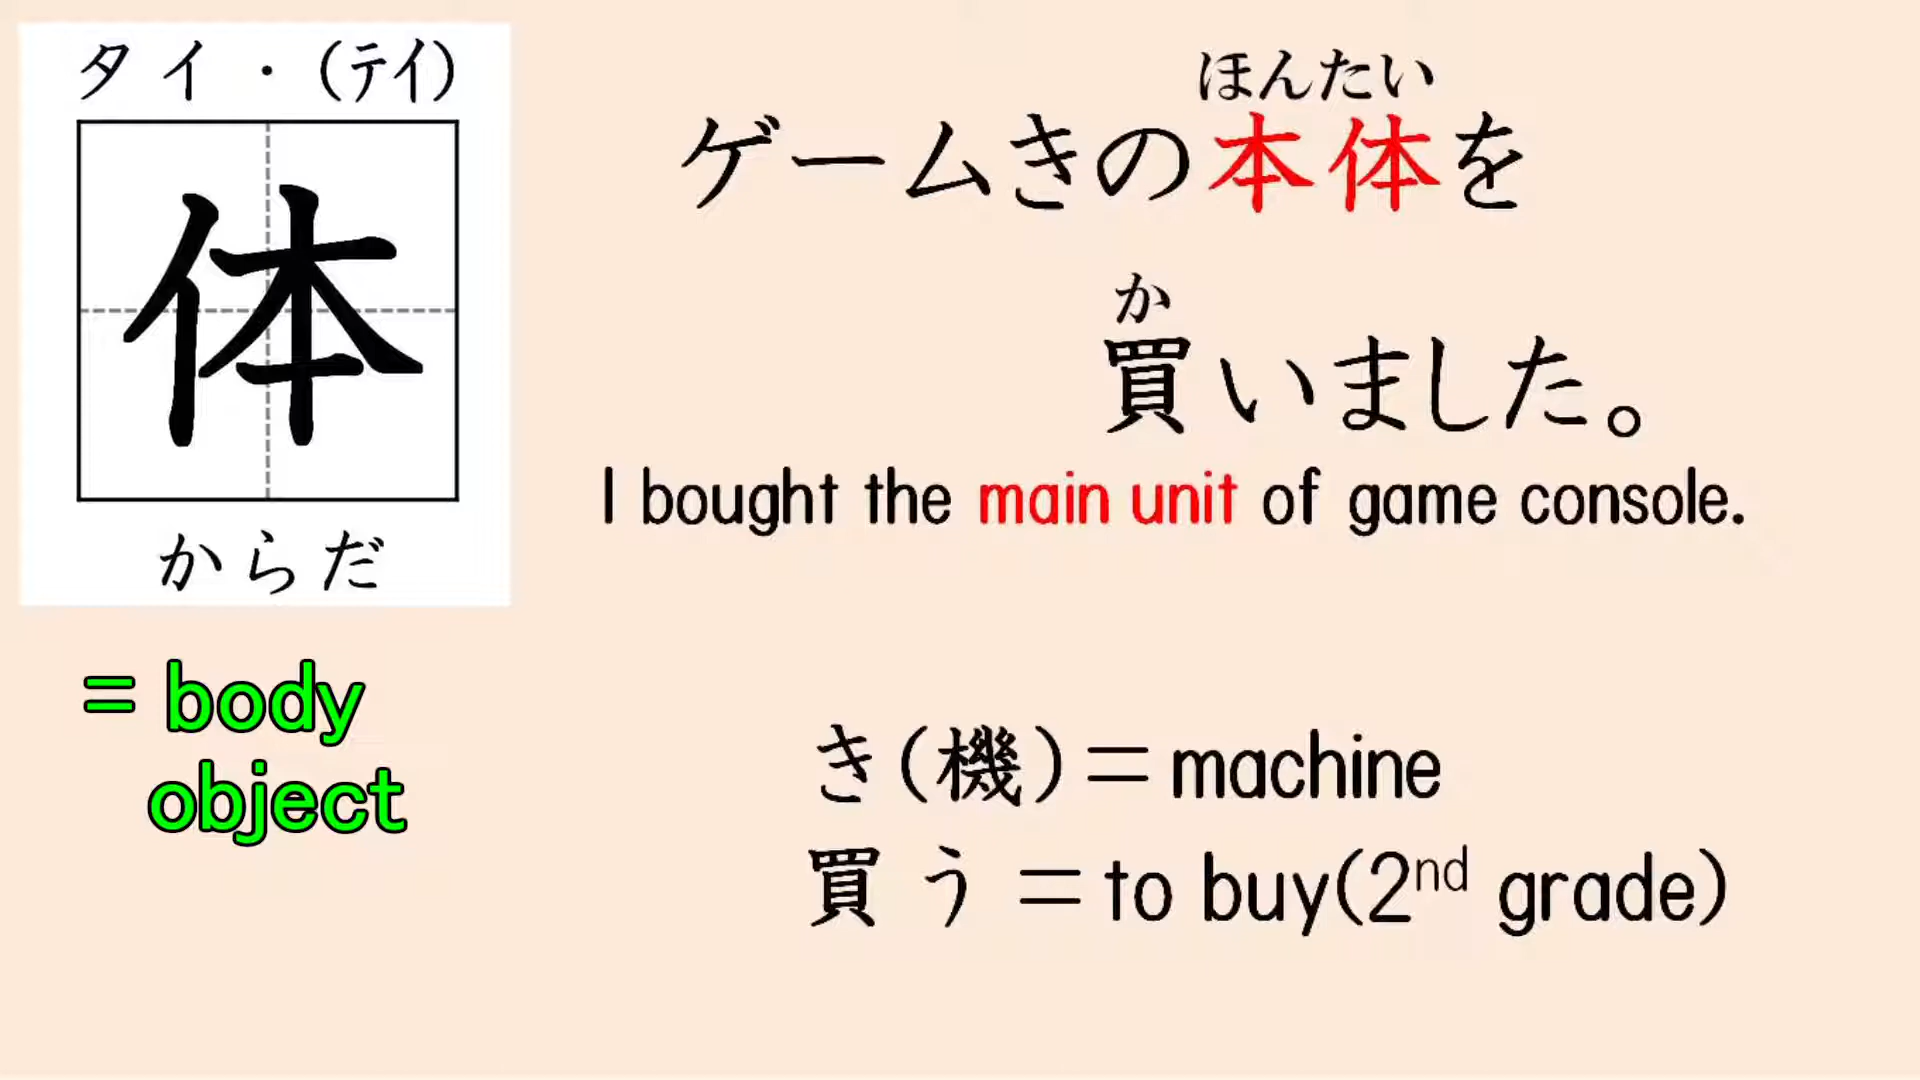 タイ・(テイ)
体
からだ
= body
object
ほんたい
ゲームきの本体を
か
買いました。
I bought the main unit of game console.
き(機)=machine
買う=to buy(2nd grade)